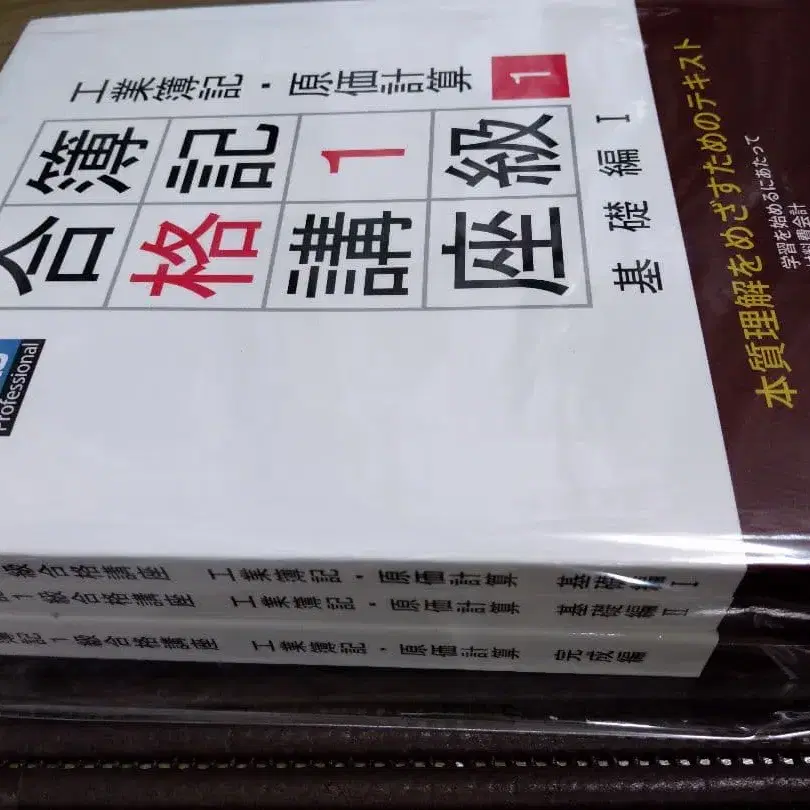 工業簿記・原価計算 1
簿記1級
合格講座
基礎編 I
Professional
本質理解をめざすためのテキスト
学習を始めるにあたって
級合格講座 工業簿記・原価計算 基礎編I
1級合格講座 工業簿記・原価計算 基礎編II
簿記1級合格講座 工業簿記・原価計算 完成編